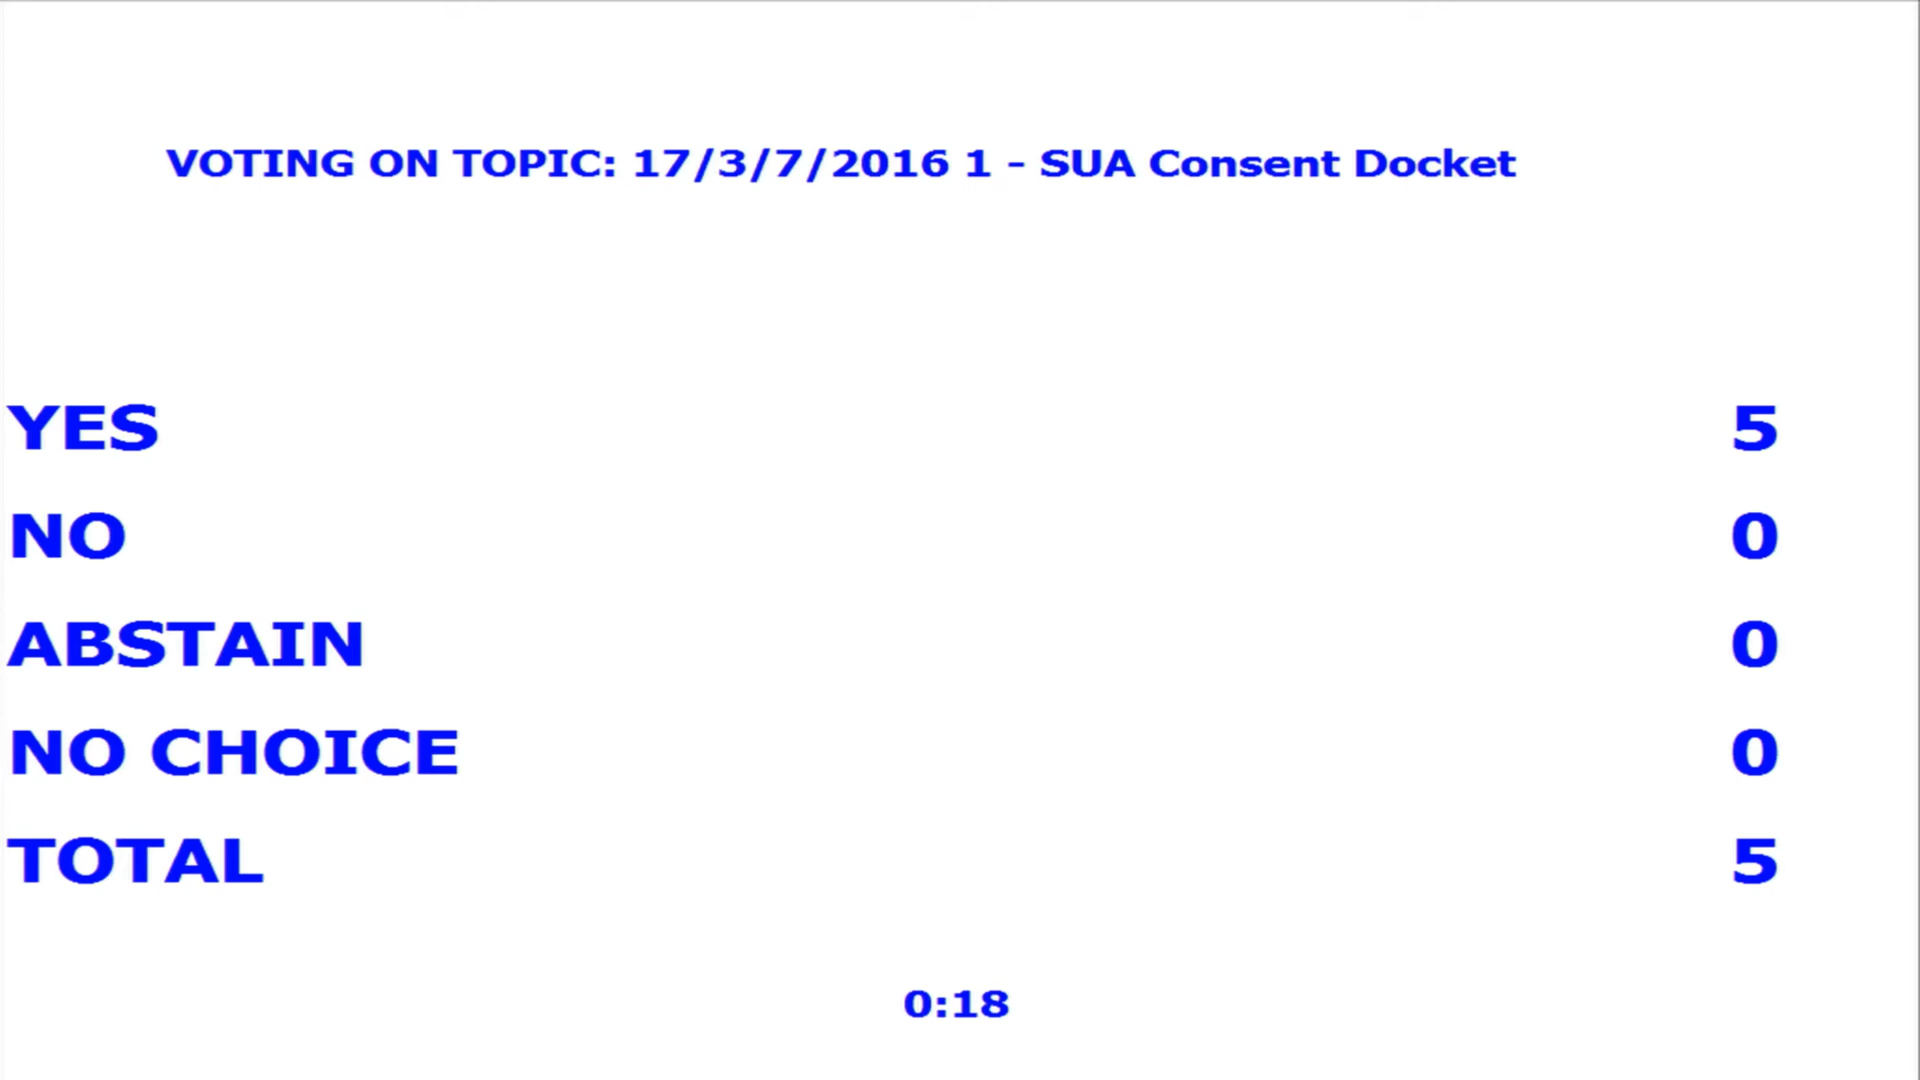 VOTING ON TOPIC: 17/3/7/2016 1 - SUA Consent Docket
YES 5
NO 0
ABSTAIN 0
NO CHOICE 0
TOTAL 5
0:18